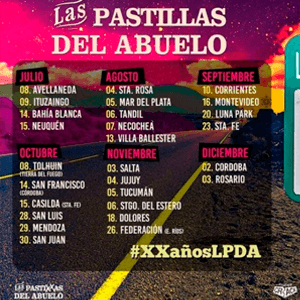 LAS PASTILLAS
DEL ABUELO
JULIO
08. AVELLANEDA
09. ITUZAINGO
14. BAHÍA BLANCA
15. NEUQUÉN
AGOSTO
04. STA. ROSA
05. MAR DEL PLATA
06. TANDIL
07. NECOCHEA
13. VILLA BALLESTER
SEPTIEMBRE
10. CORRIENTES
16. MONTEVIDEO
20. LUNA PARK
23. STA. FE
OCTUBRE
08. TOLHUIN
(TIERRA DEL FUEGO)
14. SAN FRANCISCO
(CÓRDOBA)
15. CASILDA (STA. FE)
28. SAN LUIS
29. MENDOZA
30. SAN JUAN
NOVIEMBRE
03. SALTA
04. JUJUY
05. TUCUMÁN
06. STGO. DEL ESTERO
18. DOLORES
26. FEDERACIÓN (E. RÍOS)
DICIEMBRE
02. CORDOBA
03. ROSARIO
#XXañosLPDA
LAS PASTILLAS
DEL ABUELO